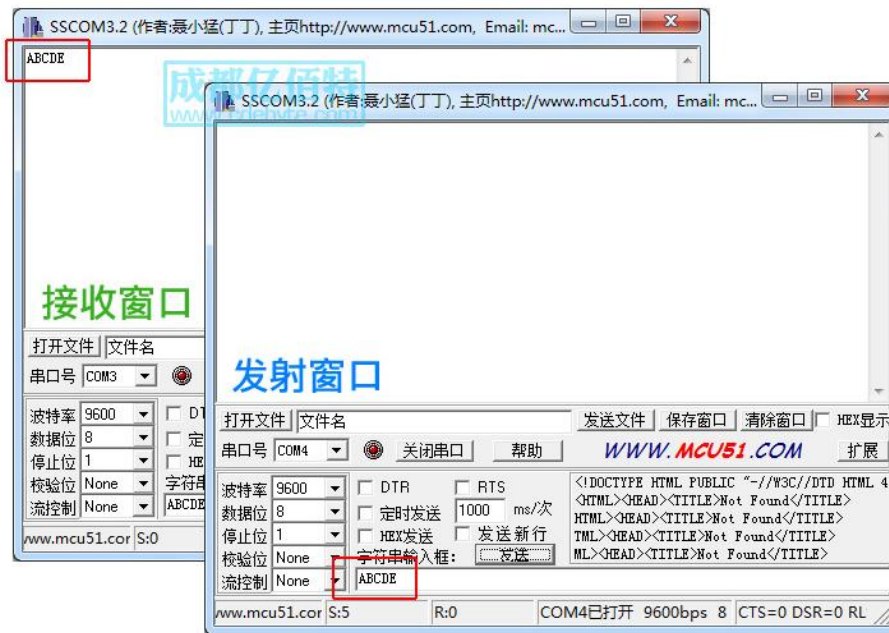 SSCOM3.2 (作者:聂小猛(丁丁), 主页http://www.mcu51.com, Email: mc...
ABCDE
成都亿佰特
www.cdebyte.com
接收窗口
打开文件 文件名
串口号 COM3
波特率 9600 DT
数据位 8 定
停止位 1 HE
校验位 None 字符串
流控制 None ABCDE
www.mcu51.cor S:0
SSCOM3.2 (作者:聂小猛(丁丁), 主页http://www.mcu51.com, Email: mc...
发射窗口
打开文件 文件名 发送文件 保存窗口 清除窗口 HEX显示
串口号 COM4 关闭串口 帮助 WWW.MCU51.COM 扩展
波特率 9600 DTR RTS
数据位 8 定时发送 1000 ms/次
停止位 1 HEX发送 发送新行
校验位 None 字符串输入框: 发送
流控制 None ABCDE
<!DOCTYPE HTML PUBLIC "-//W3C//DTD HTML 4
<HTML><HEAD><TITLE>Not Found</TITLE>
HTML><HEAD><TITLE>Not Found</TITLE>
TML><HEAD><TITLE>Not Found</TITLE>
ML><HEAD><TITLE>Not Found</TITLE>
www.mcu51.cor S:5 R:0 COM4已打开 9600bps 8 CTS=0 DSR=0 RL